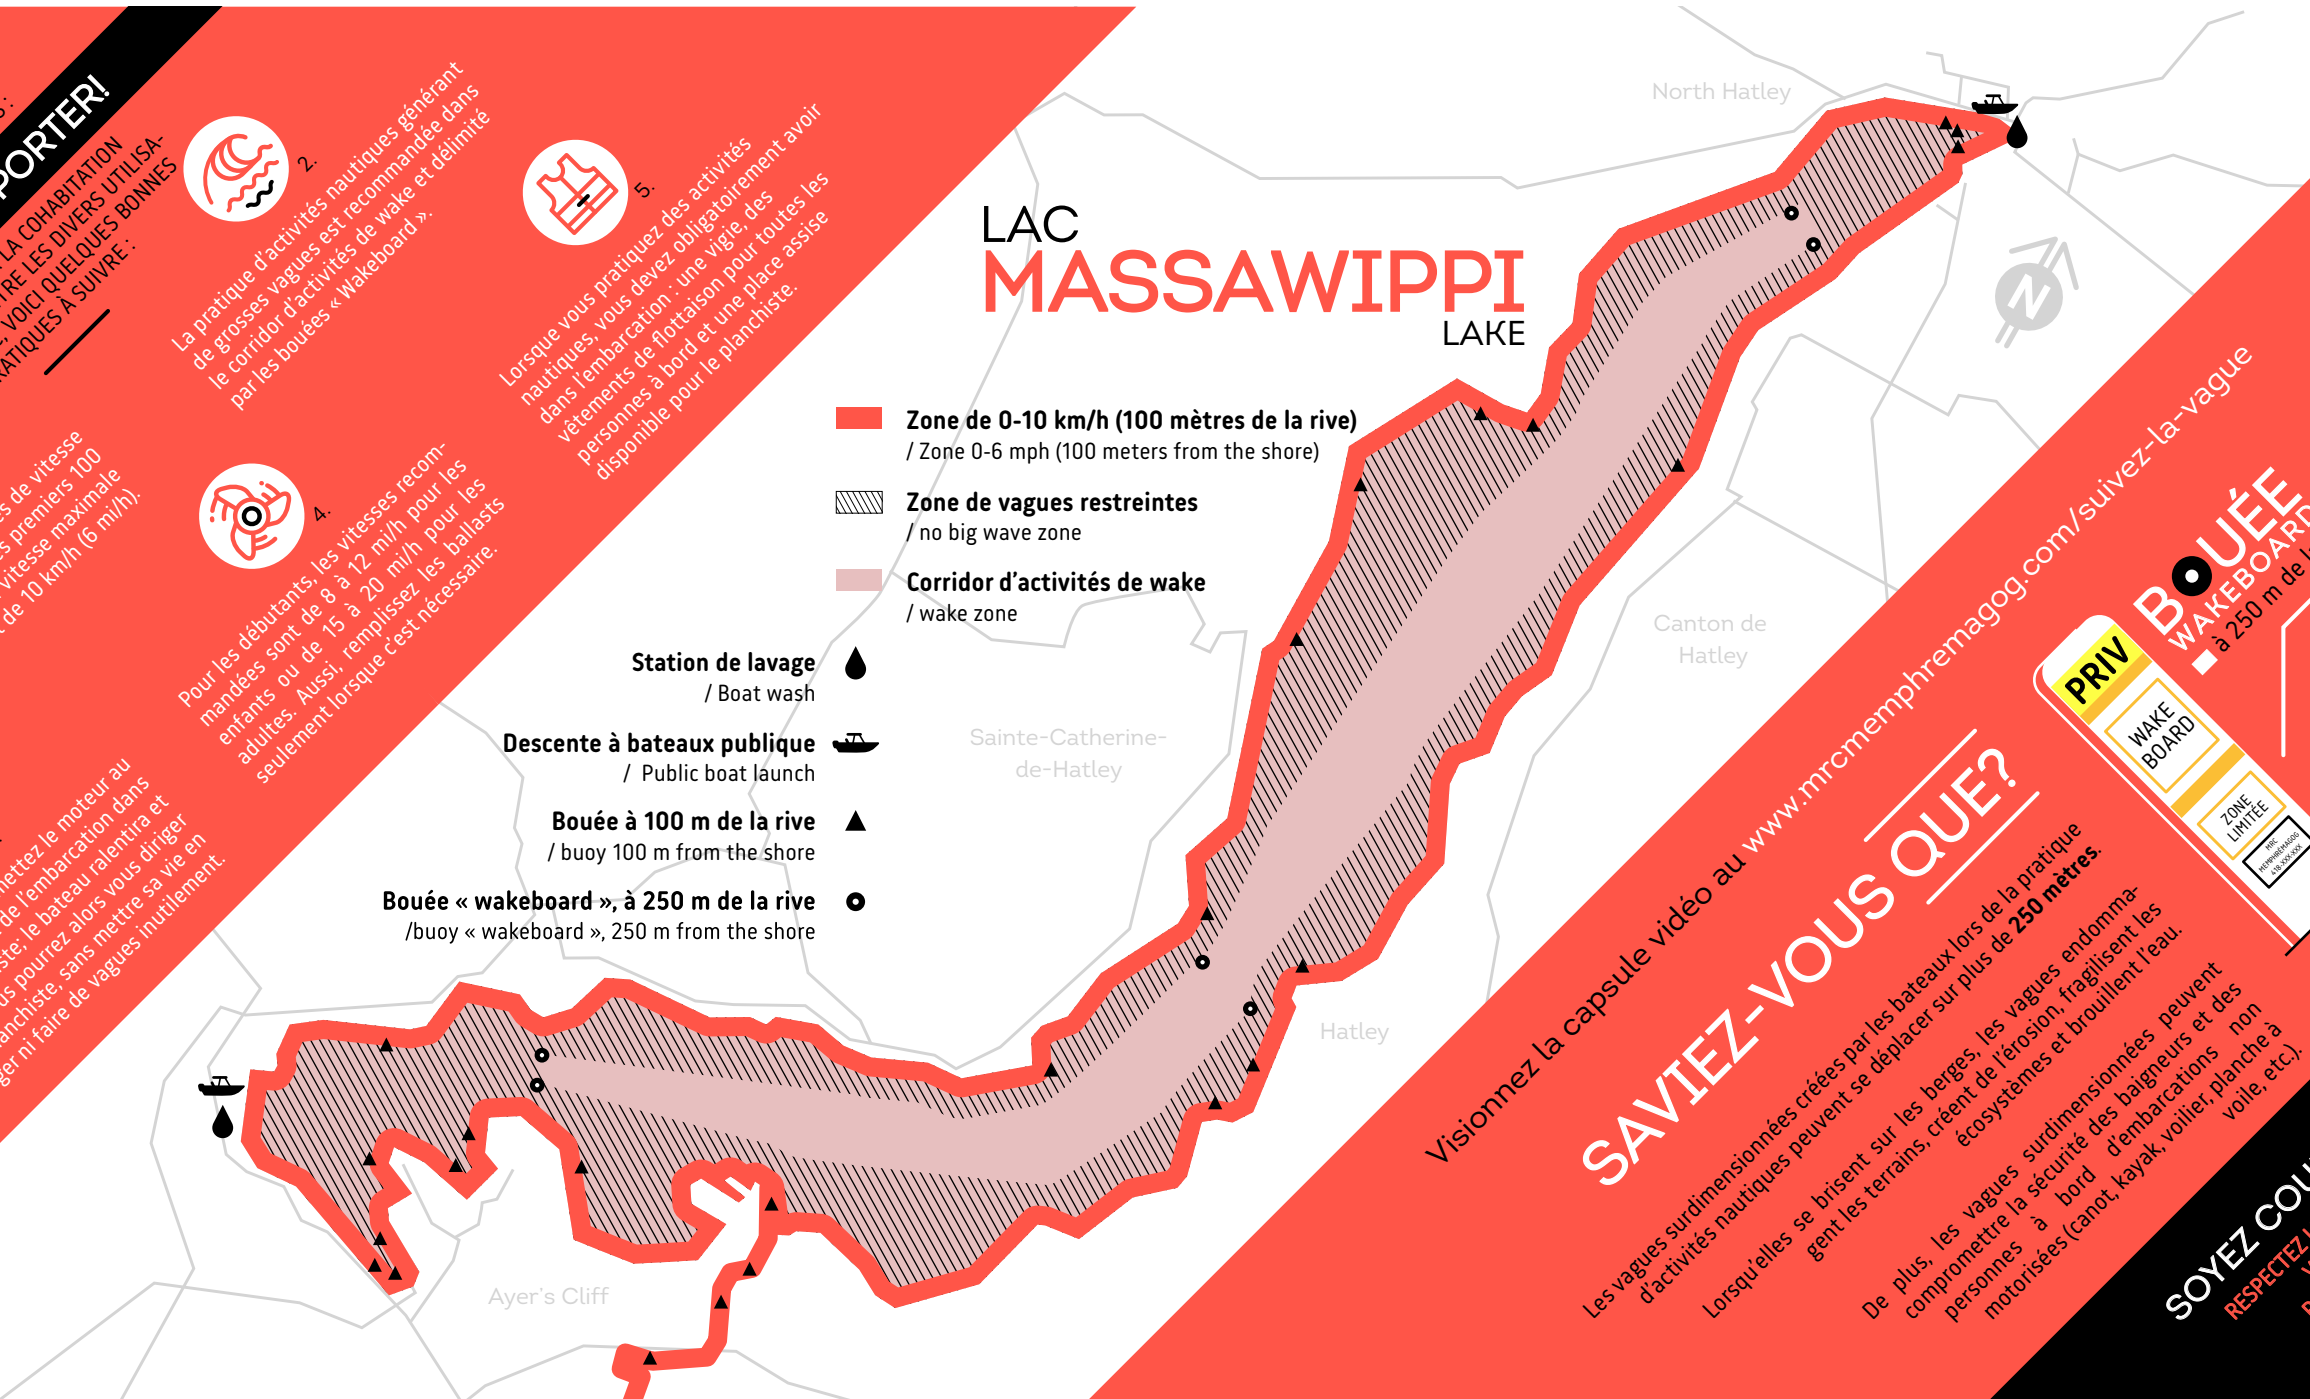 PORTER!
LA COHABITATION
TRE LES DIVERS UTILISA-
VOICI QUELQUES BONNES
RATIQUES À SUIVRE :
2.
La pratique d'activités nautiques générant
de grosses vagues est recommandée dans
le corridor d'activités de wake et délimité
par les bouées « Wakeboard ».
5.
Lorsque vous pratiquez des activités
nautiques, vous devez obligatoirement avoir
dans l'embarcation : une vigie, des
vêtements de flottaison pour toutes les
personnes à bord et une place assise
disponible pour le planchiste.
es de vitesse
s premiers 100
vitesse maximale
de 10 km/h (6 mi/h).
4.
Pour les débutants, les vitesses recom-
mandées sont de 8 à 12 mi/h pour les
enfants ou de 15 à 20 mi/h pour les
adultes. Aussi, remplissez les ballasts
seulement lorsque c'est nécessaire.
mettez le moteur au
de l'embarcation dans
iste; le bateau ralentira et
us pourrez alors vous diriger
anchiste, sans mettre sa vie en
ger ni faire de vagues inutilement.
LAC
MASSAWIPPI
LAKE
Zone de 0-10 km/h (100 mètres de la rive)
/ Zone 0-6 mph (100 meters from the shore)
Zone de vagues restreintes
/ no big wave zone
Corridor d'activités de wake
/ wake zone
Station de lavage
/ Boat wash
Descente à bateaux publique
/ Public boat launch
Bouée à 100 m de la rive
/ buoy 100 m from the shore
Bouée « wakeboard », à 250 m de la rive
/buoy « wakeboard », 250 m from the shore
North Hatley
N
Canton de
Hatley
Sainte-Catherine-
de-Hatley
Hatley
Ayer's Cliff
Visionnez la capsule vidéo au www.mrcmemphremagog.com/suivez-la-vague
BOUÉE
WAKEBOARD
à 250 m de la
PRIV
WAKE
BOARD
ZONE
LIMITÉE
MRC
MEMPHRÉMAGOG
418-XXX-XXX
SAVIEZ-VOUS QUE?
Les vagues surdimensionnées créées par les bateaux lors de la pratique
d'activités nautiques peuvent se déplacer sur plus de 250 mètres.
Lorsqu'elles se brisent sur les berges, les vagues endomma-
gent les terrains, créent de l'érosion, fragilisent les
écosystèmes et brouillent l'eau.
De plus, les vagues surdimensionnées peuvent
compromettre la sécurité des baigneurs et des
personnes à bord d'embarcations non
motorisées (canot, kayak, voilier, planche à
voile, etc.).
SOYEZ COU
RESPECTEZ L